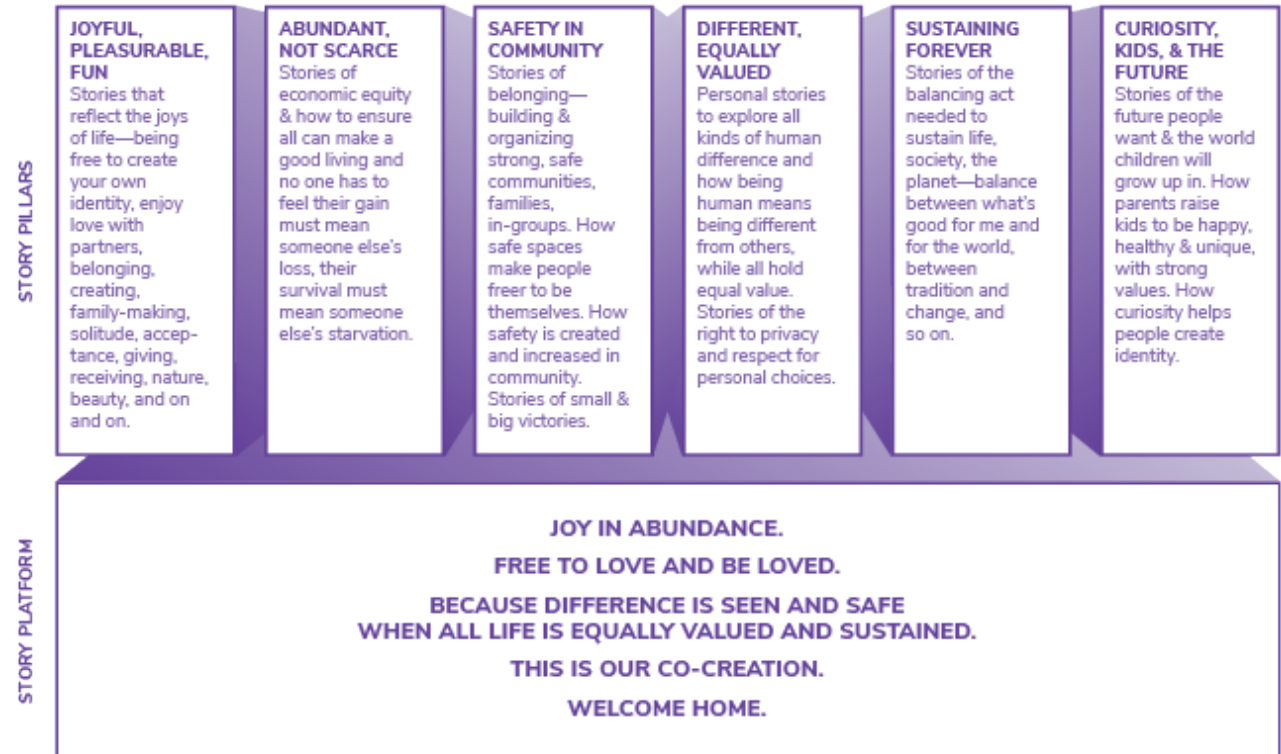 STORY PILLARS
JOYFUL,
PLEASURABLE,
FUN
Stories that
reflect the joys
of life—being
free to create
your own
identity, enjoy
love with
partners,
belonging,
creating,
family-making,
solitude, accep-
tance, giving,
receiving, nature,
beauty, and on
and on.
ABUNDANT,
NOT SCARCE
Stories of
economic equity
& how to ensure
all can make a
good living and
no one has to
feel their gain
must mean
someone else's
loss, their
survival must
mean someone
else's starvation.
SAFETY IN
COMMUNITY
Stories of
belonging—
building &
organizing
strong, safe
communities,
families,
in-groups. How
safe spaces
make people
freer to be
themselves. How
safety is created
and increased in
community.
Stories of small &
big victories.
DIFFERENT,
EQUALLY
VALUED
Personal stories
to explore all
kinds of human
difference and
how being
human means
being different
from others,
while all hold
equal value.
Stories of the
right to privacy
and respect for
personal choices.
SUSTAINING
FOREVER
Stories of the
balancing act
needed to
sustain life,
society, the
planet—balance
between what's
good for me and
for the world,
between
tradition and
change, and
so on.
CURIOSITY,
KIDS, & THE
FUTURE
Stories of the
future people
want & the world
children will
grow up in. How
parents raise
kids to be happy,
healthy & unique,
with strong
values. How
curiosity helps
people create
identity.
STORY PLATFORM
JOY IN ABUNDANCE.
FREE TO LOVE AND BE LOVED.
BECAUSE DIFFERENCE IS SEEN AND SAFE
WHEN ALL LIFE IS EQUALLY VALUED AND SUSTAINED.
THIS IS OUR CO-CREATION.
WELCOME HOME.